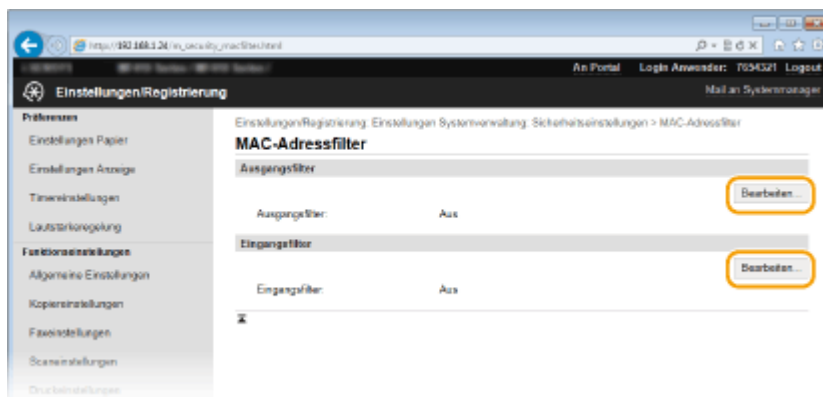 http://192.168.1.24/m_security_macfilter.html
An Portal Login Anwender: 7654321 Logout
Einstellungen/Registrierung
Mail an Systemmanager
Präferenzen
Einstellungen Papier
Einstellungen Anzeige
Timereinstellungen
Lautstärkeregelung
Funktionseinstellungen
Allgemeine Einstellungen
Kopiereinstellungen
Faxeinstellungen
Scaneinstellungen
Druckeinstellungen
Einstellungen/Registrierung: Einstellungen Systemverwaltung: Sicherheitseinstellungen > MAC-Adressfilter
MAC-Adressfilter
Ausgangsfilter
Bearbeiten...
Ausgangsfilter: Aus
Eingangsfilter
Bearbeiten...
Eingangsfilter: Aus